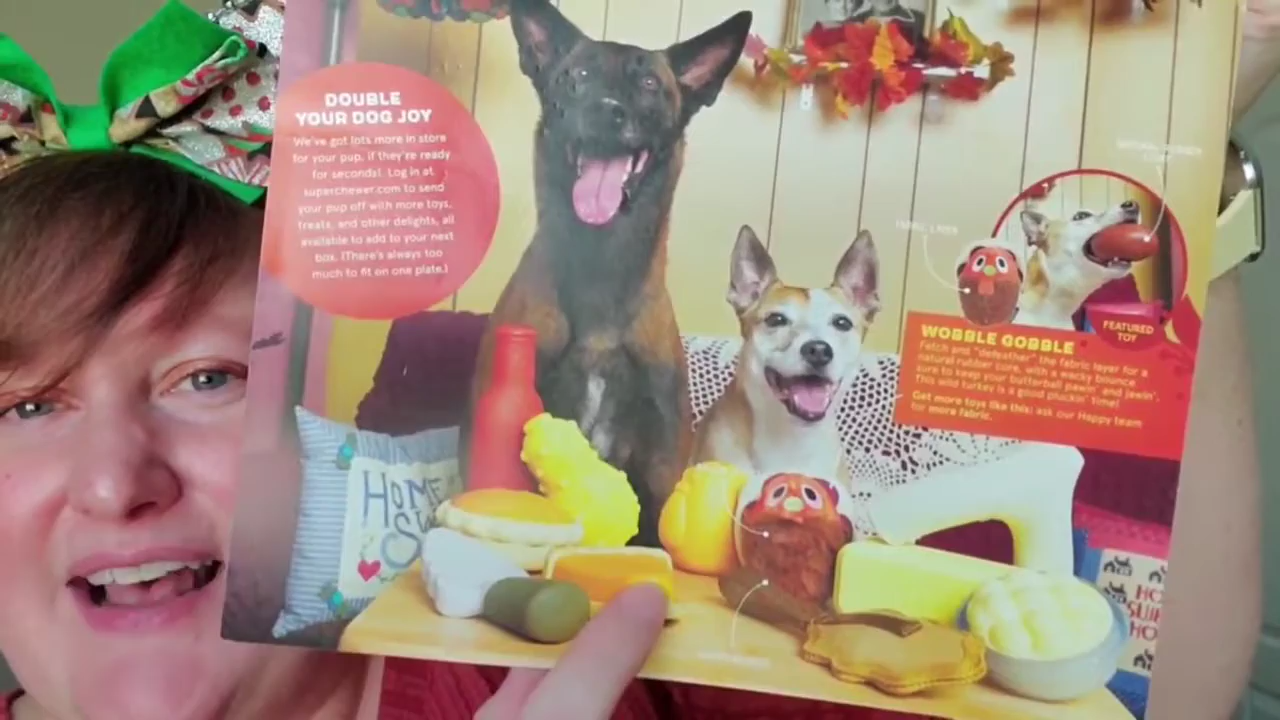 DOUBLE
YOUR DOG JOY
We've got lots more in store
for your pup, if they're ready
for seconds! Log in at
superchewer.com to send
your pup off with more toys,
treats, and other delights, all
available to add to your next
box. (There's always too
much to fit on one plate.)
FABRIC LAYER
FEATURED
TOY
WOBBLE GOBBLE
Fetch and "defeather" the fabric layer for a
natural rubber core, with a wacky bounce
sure to keep your butterball pawin' and jawin'.
This wild turkey is a good pluckin' time!
Get more toys like this: ask our Happy team
for more fabric.
HOME
SW
HO
HO